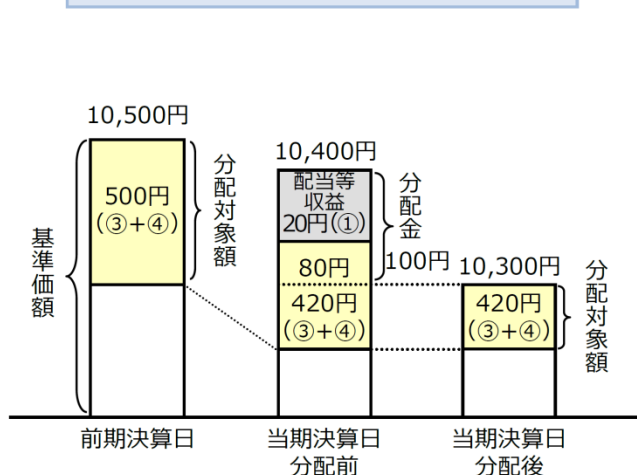 10,500円
500円
(③+④)
分配対象額
基準価額
前期決算日
10,400円
配当等
収益
20円(①)
80円
420円
(③+④)
分配金
100円
当期決算日
分配前
10,300円
420円
(③+④)
分配対象額
当期決算日
分配後